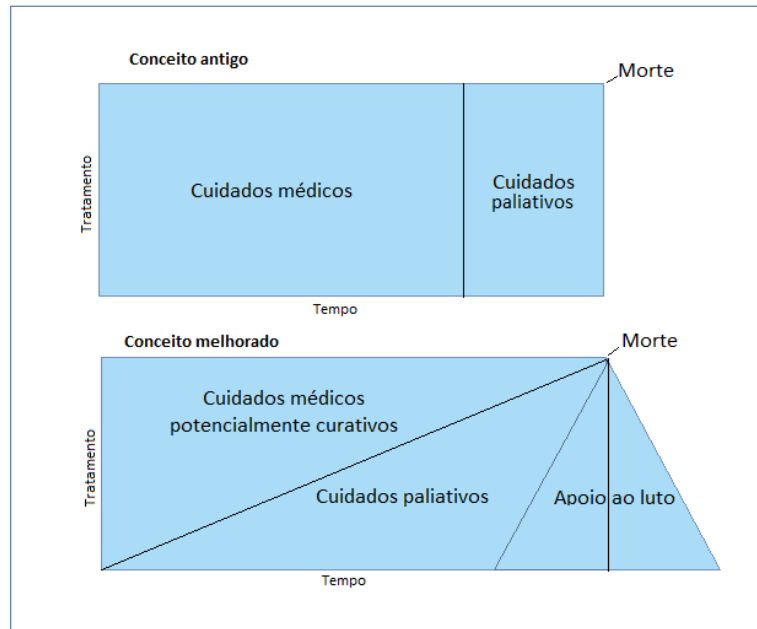 Conceito antigo
Morte
Tratamento
Cuidados médicos
Cuidados
paliativos
Tempo
Conceito melhorado
Morte
Tratamento
Cuidados médicos
potencialmente curativos
Cuidados paliativos
Apoio ao luto
Tempo